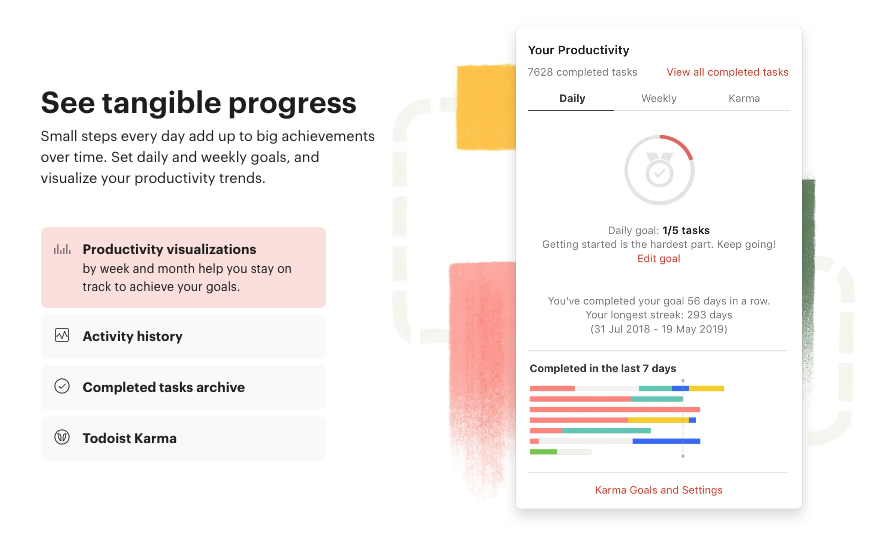 See tangible progress
Small steps every day add up to big achievements
over time. Set daily and weekly goals, and
visualize your productivity trends.
Productivity visualizations
by week and month help you stay on
track to achieve your goals.
Activity history
Completed tasks archive
Todoist Karma
Your Productivity
7628 completed tasks View all completed tasks
Daily Weekly Karma
Daily goal: 1/5 tasks
Getting started is the hardest part. Keep going!
Edit goal
You've completed your goal 56 days in a row.
Your longest streak: 293 days
(31 Jul 2018 - 19 May 2019)
Completed in the last 7 days
Karma Goals and Settings